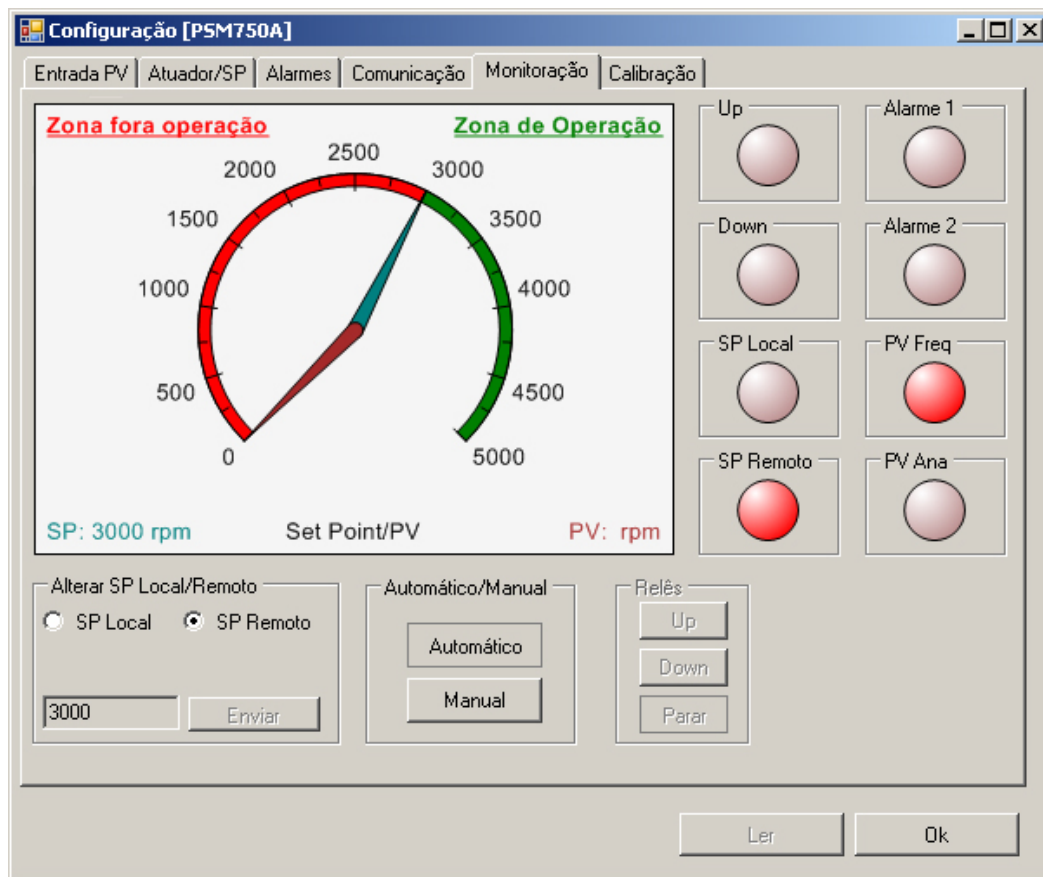 Configuração [PSM750A]
Entrada PV Atuador/SP Alarmes Comunicação Monitoração Calibração
Zona fora operação Zona de Operação
0
500
1000
1500
2000
2500
3000
3500
4000
4500
5000
SP: 3000 rpm Set Point/PV PV: rpm
Up Alarme 1
Down Alarme 2
SP Local PV Freq
SP Remoto PV Ana
Alterar SP Local/Remoto
SP Local SP Remoto
3000 Enviar
Automático/Manual
Automático
Manual
Relês
Up
Down
Parar
Ler Ok